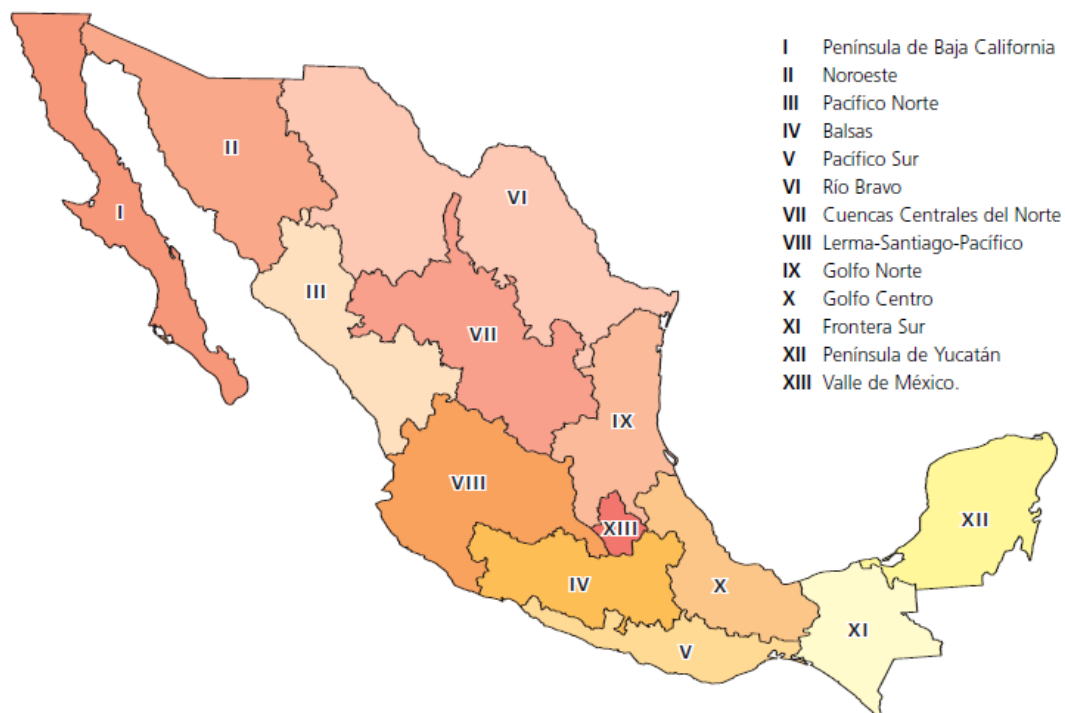 I Península de Baja California
II Noroeste
III Pacífico Norte
IV Balsas
V Pacífico Sur
VI Río Bravo
VII Cuencas Centrales del Norte
VIII Lerma-Santiago-Pacífico
IX Golfo Norte
X Golfo Centro
XI Frontera Sur
XII Península de Yucatán
XIII Valle de México.
II
VI
I
III
VII
IX
VIII
XIII
XII
IV
X
XI
V